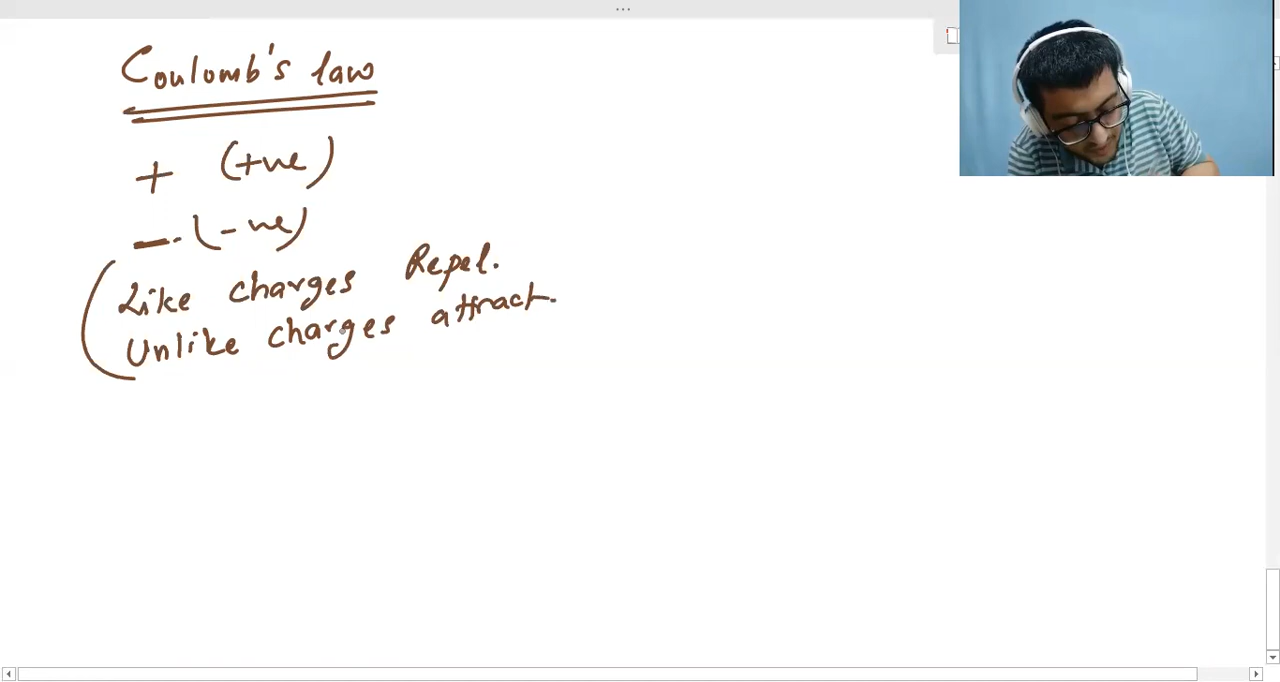 Coulomb's law
+ (+ve)
- (-ve)
Like charges Repel.
Unlike charges attract.